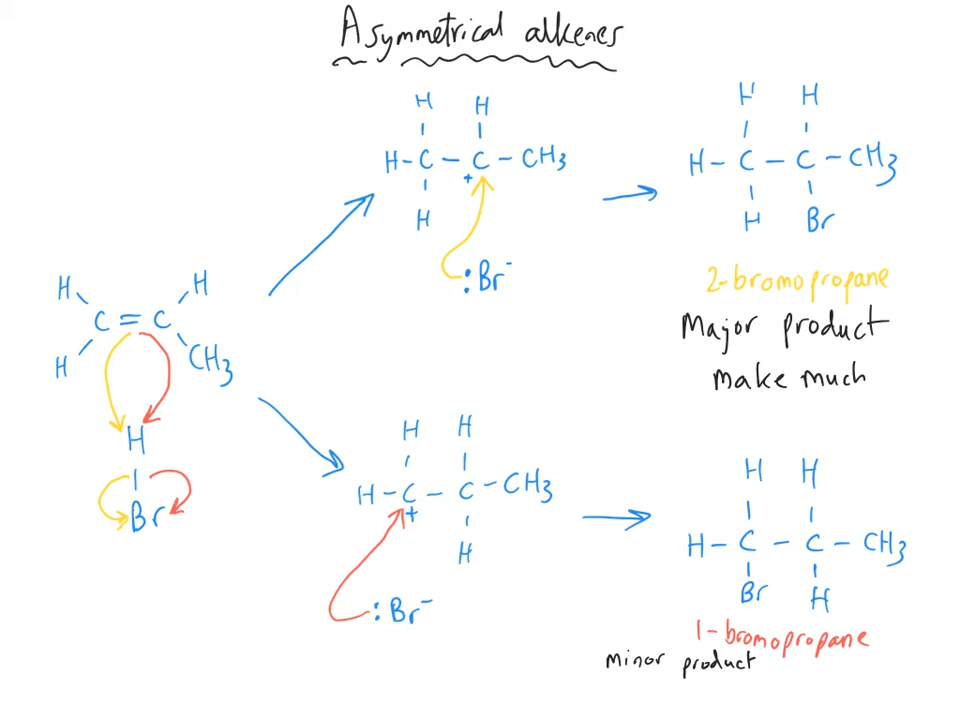 Asymmetrical alkenes
H H
H - C - C - CH3
+
H
:Br-
H H
H - C - C - CH3
H Br
2-bromopropane
Major product
make much
H H
C = C
H CH3
H
Br
H H
H - C - C - CH3
+
H
:Br-
H H
H - C - C - CH3
Br H
1-bromopropane
minor product